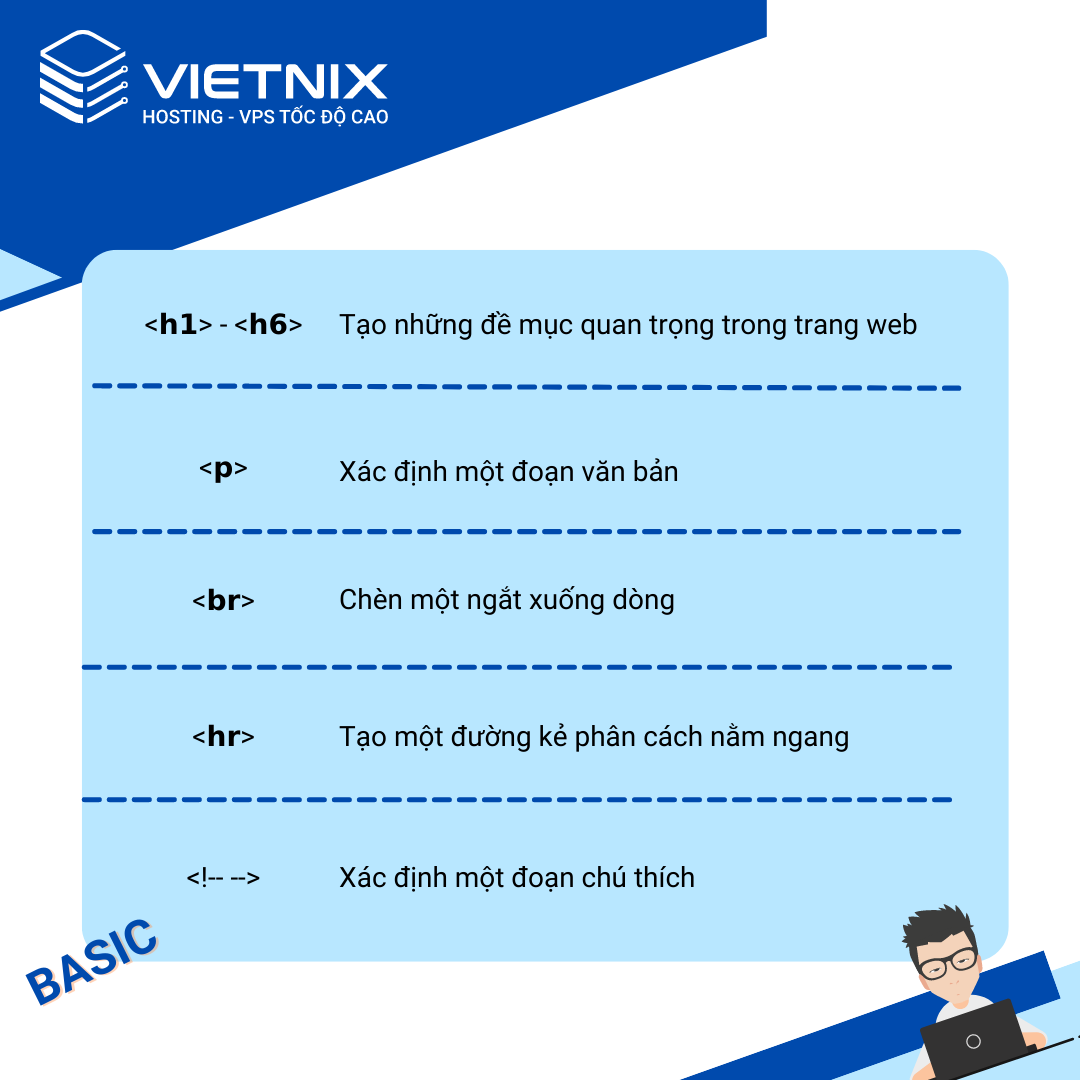 VIETNIX
HOSTING - VPS TỐC ĐỘ CAO
<h1> - <h6> Tạo những đề mục quan trọng trong trang web
<p> Xác định một đoạn văn bản
<br> Chèn một ngắt xuống dòng
<hr> Tạo một đường kẻ phân cách nằm ngang
<!-- --> Xác định một đoạn chú thích
BASIC